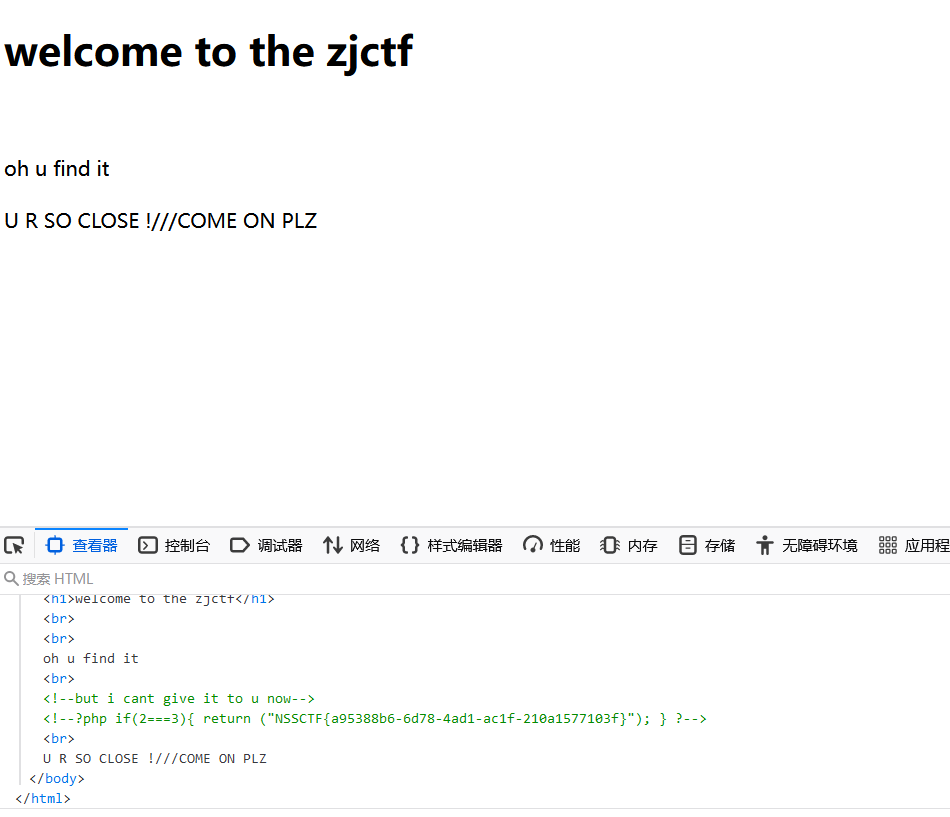 welcome to the zjctf
oh u find it
U R SO CLOSE !///COME ON PLZ
查看器 控制台 调试器 网络 样式编辑器 性能 内存 存储 无障碍环境 应用程
搜索 HTML
<h1>welcome to the zjctf</h1>
<br>
<br>
oh u find it
<br>
<!--but i cant give it to u now-->
<!--?php if(2===3){ return ("NSSCTF{a95388b6-6d78-4ad1-ac1f-210a1577103f}"); } ?-->
<br>
U R SO CLOSE !///COME ON PLZ
</body>
</html>